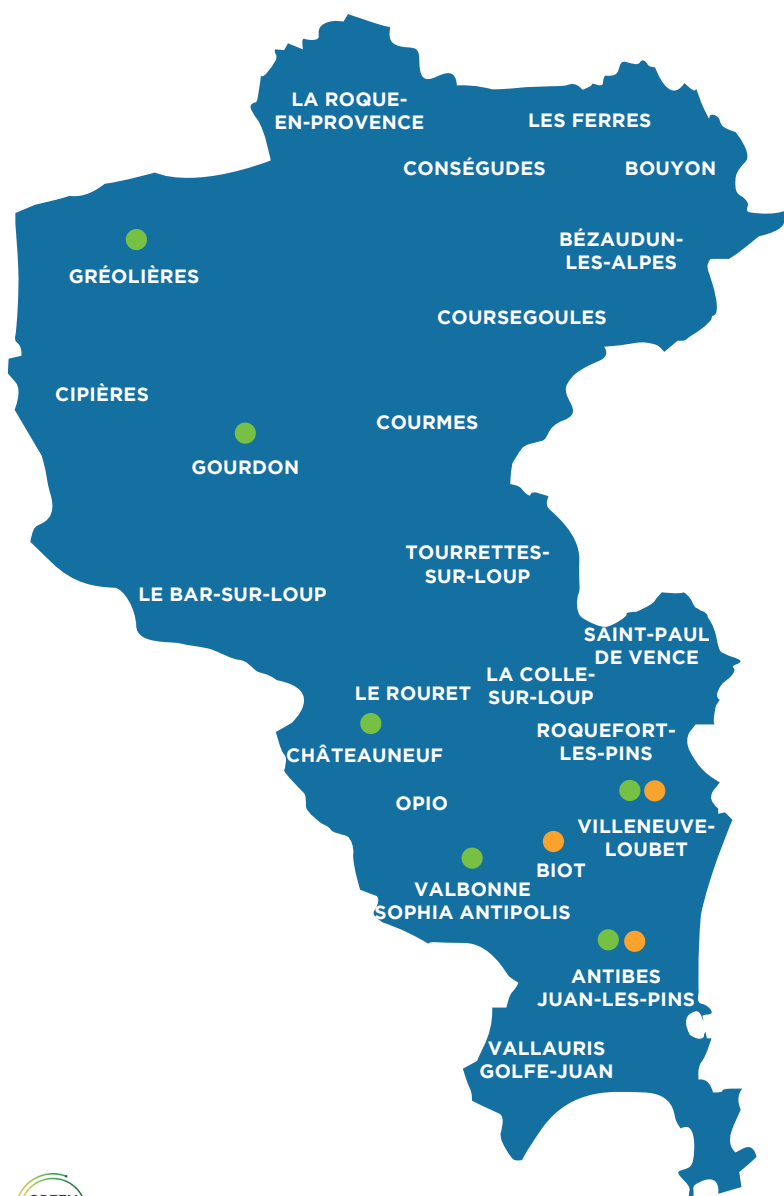 LA ROQUE-
EN-PROVENCE
LES FERRES
CONSÉGUDES
BOUYON
BÉZAUDUN-
LES-ALPES
GRÉOLIÈRES
COURSEGOULES
CIPIÈRES
COURMES
GOURDON
TOURRETTES-
SUR-LOUP
LE BAR-SUR-LOUP
SAINT-PAUL
DE VENCE
LA COLLE-
SUR-LOUP
LE ROURET
ROQUEFORT-
LES-PINS
CHÂTEAUNEUF
OPIO
VILLENEUVE-
LOUBET
BIOT
VALBONNE
SOPHIA ANTIPOLIS
ANTIBES
JUAN-LES-PINS
VALLAURIS
GOLFE-JUAN